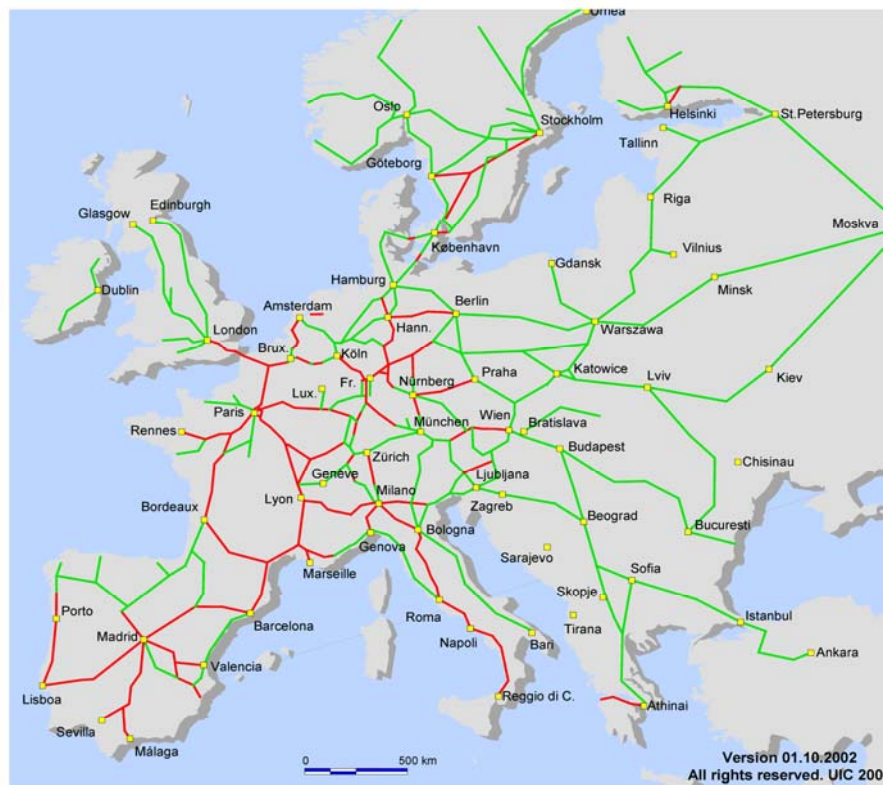 Umea
Oslo
Stockholm
Helsinki
St.Petersburg
Tallinn
Göteborg
Riga
Edinburgh
Glasgow
Moskva
København
Vilnius
Gdansk
Hamburg
Minsk
Dublin
Amsterdam
Berlin
London
Hann.
Warszawa
Brux.
Köln
Katowice
Lviv
Kiev
Fr.
Praha
Lux.
Nürnberg
Paris
Wien
Rennes
München
Bratislava
Budapest
Zürich
Chisinau
Genève
Ljubljana
Milano
Lyon
Zagreb
Bordeaux
Beograd
Bucuresti
Bologna
Genova
Sarajevo
Marseille
Sofia
Skopje
Porto
Roma
Istanbul
Barcelona
Tirana
Madrid
Napoli
Bari
Ankara
Valencia
Lisboa
Reggio di C.
Athinai
Sevilla
Málaga
0 500 km
Version 01.10.2002
All rights reserved. UIC 200